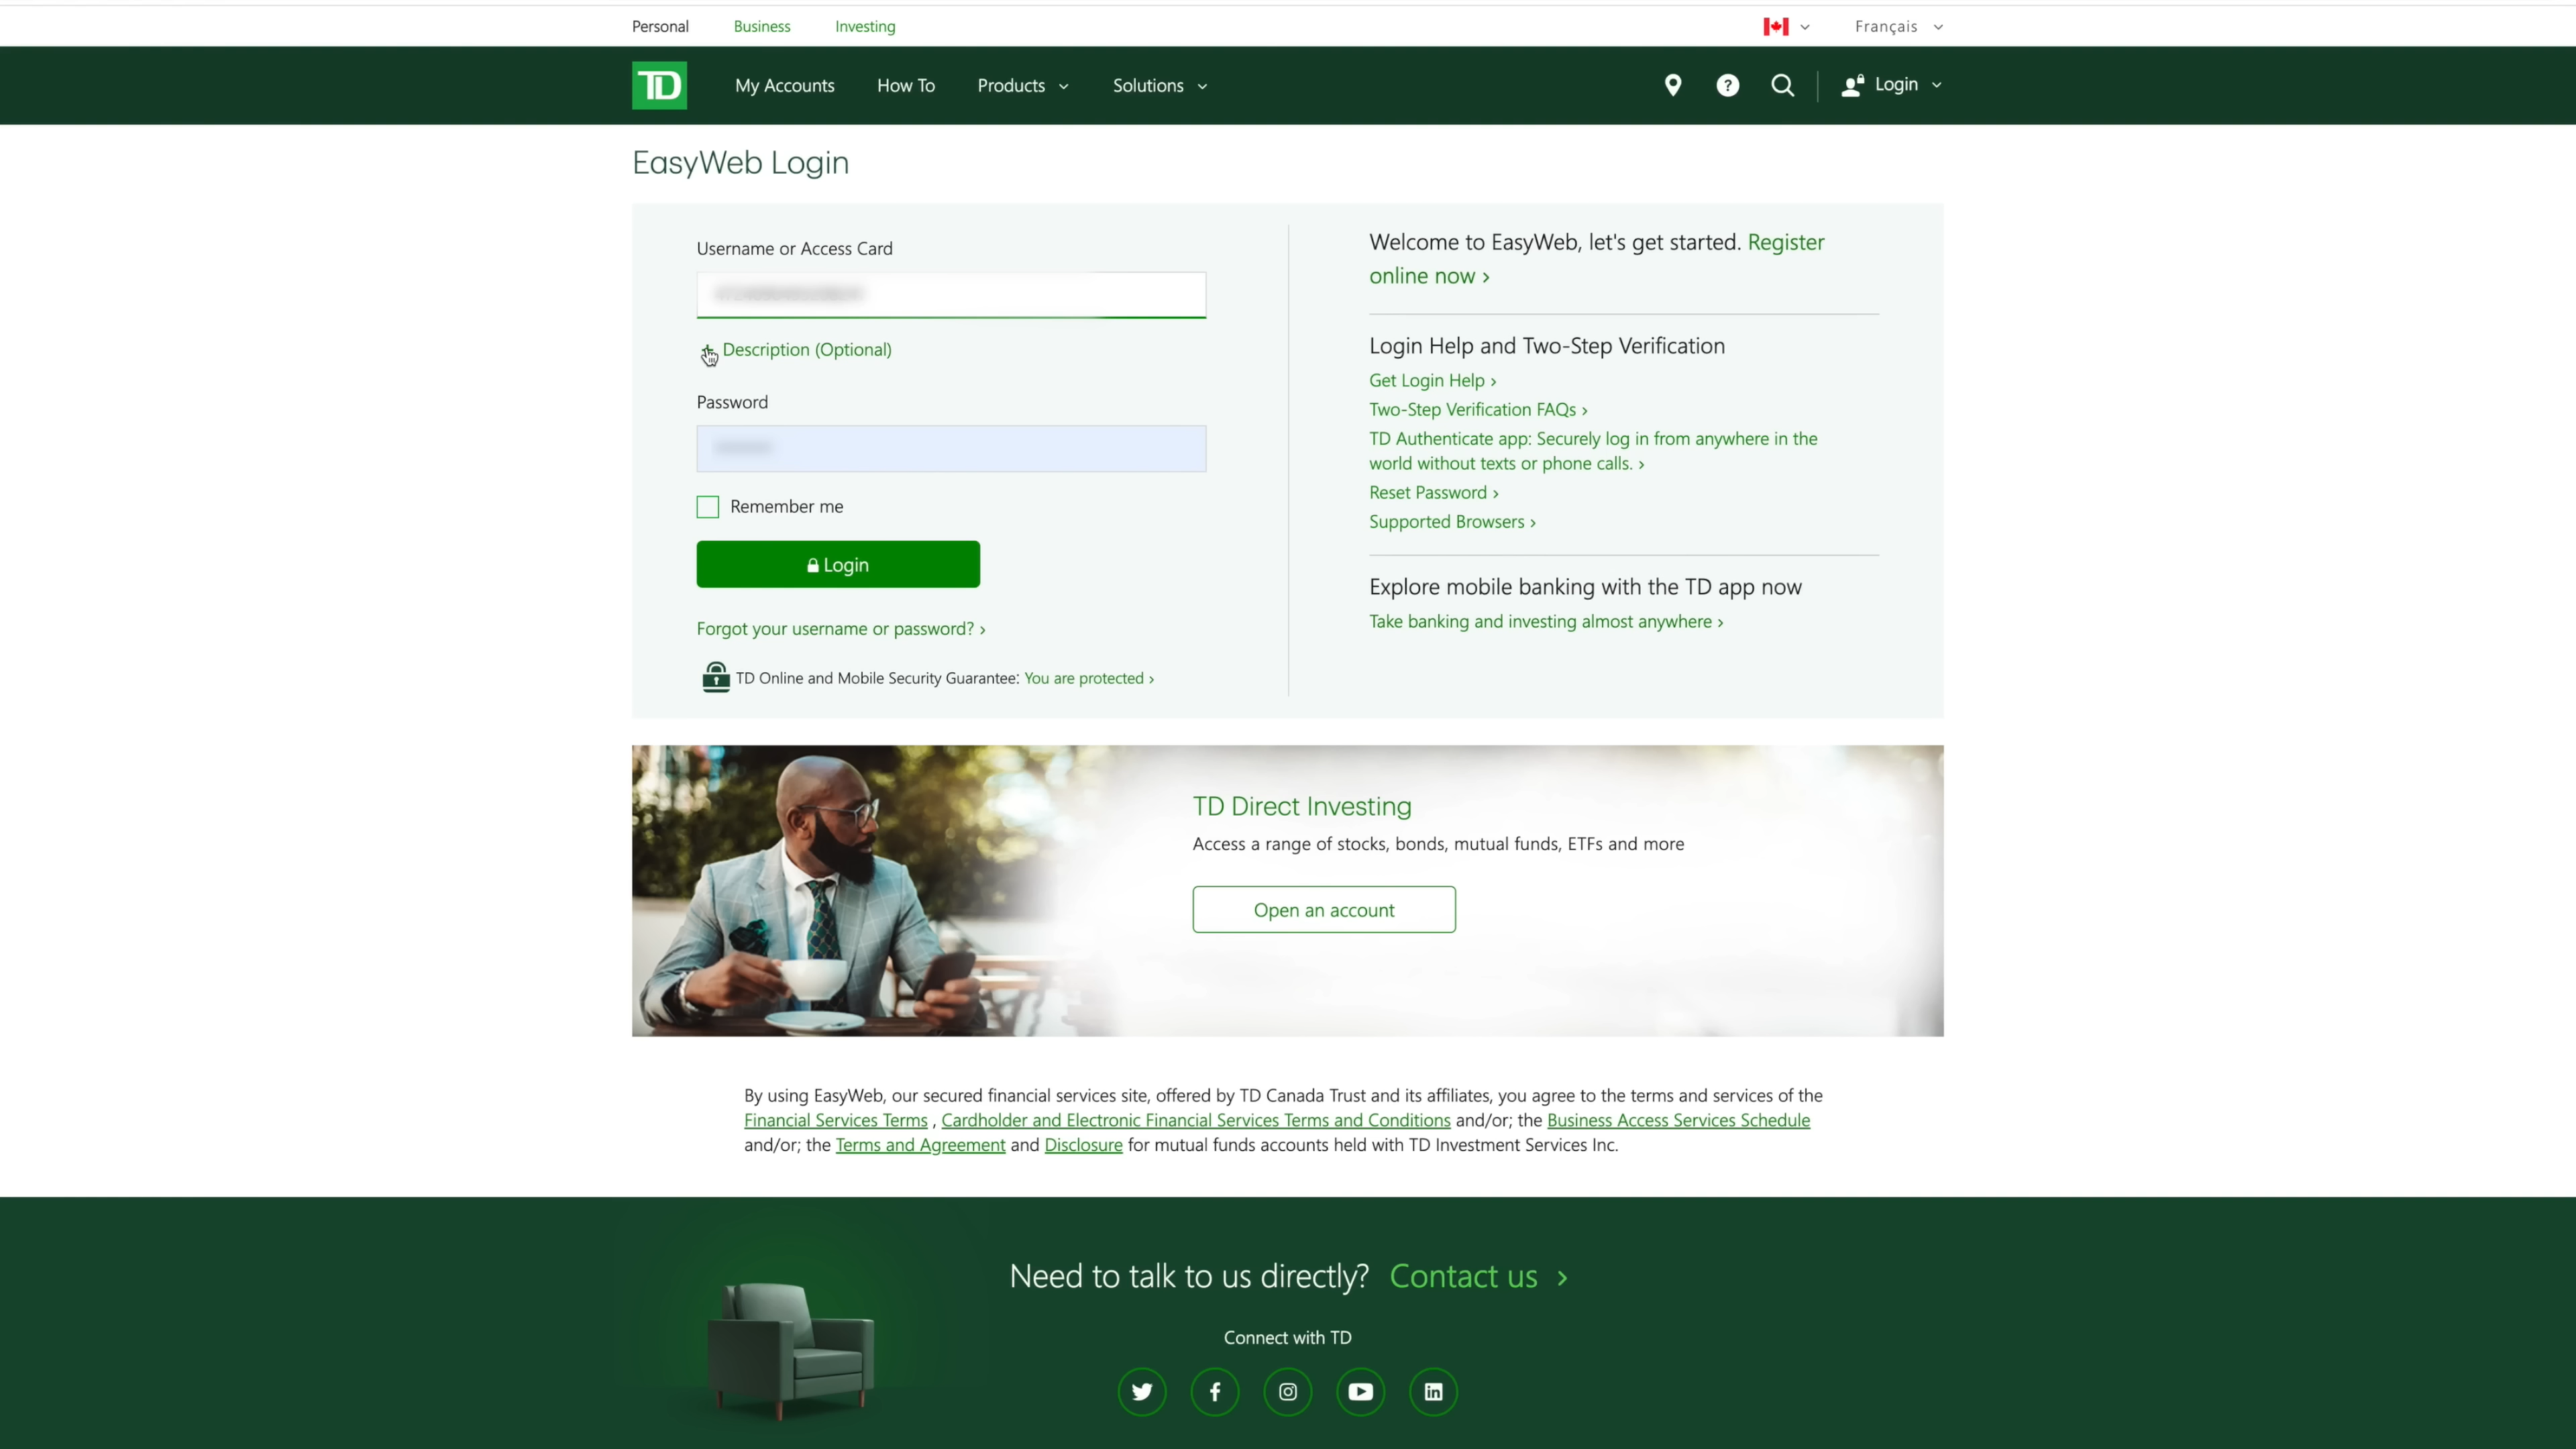 Personal Business Investing Français
TD My Accounts How To Products Solutions ? Login
EasyWeb Login
Username or Access Card
Description (Optional)
Password
Remember me
Login
Forgot your username or password? ›
TD Online and Mobile Security Guarantee: You are protected ›
Welcome to EasyWeb, let's get started. Register
online now ›
Login Help and Two-Step Verification
Get Login Help ›
Two-Step Verification FAQs ›
TD Authenticate app: Securely log in from anywhere in the
world without texts or phone calls. ›
Reset Password ›
Supported Browsers ›
Explore mobile banking with the TD app now
Take banking and investing almost anywhere ›
TD Direct Investing
Access a range of stocks, bonds, mutual funds, ETFs and more
Open an account
By using EasyWeb, our secured financial services site, offered by TD Canada Trust and its affiliates, you agree to the terms and services of the
Financial Services Terms , Cardholder and Electronic Financial Services Terms and Conditions and/or; the Business Access Services Schedule
and/or; the Terms and Agreement and Disclosure for mutual funds accounts held with TD Investment Services Inc.
Need to talk to us directly? Contact us ›
Connect with TD